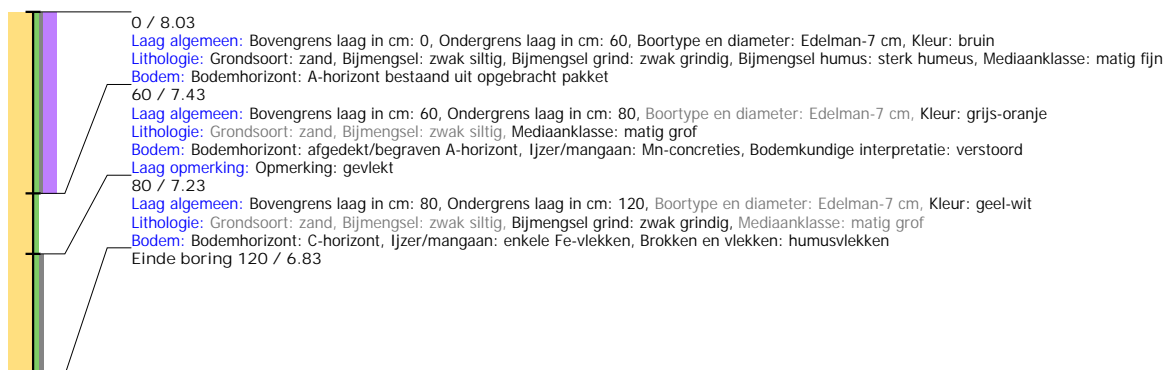 0 / 8.03
Laag algemeen: Bovengrens laag in cm: 0, Ondergrens laag in cm: 60, Boortype en diameter: Edelman-7 cm, Kleur: bruin
Lithologie: Grondsoort: zand, Bijmengsel: zwak siltig, Bijmengsel grind: zwak grindig, Bijmengsel humus: sterk humeus, Mediaanklasse: matig fijn
Bodem: Bodemhorizont: A-horizont bestaand uit opgebracht pakket
60 / 7.43
Laag algemeen: Bovengrens laag in cm: 60, Ondergrens laag in cm: 80, Boortype en diameter: Edelman-7 cm, Kleur: grijs-oranje
Lithologie: Grondsoort: zand, Bijmengsel: zwak siltig, Mediaanklasse: matig grof
Bodem: Bodemhorizont: afgedekt/begraven A-horizont, Ijzer/mangaan: Mn-concreties, Bodemkundige interpretatie: verstoord
Laag opmerking: Opmerking: gevlekt
80 / 7.23
Laag algemeen: Bovengrens laag in cm: 80, Ondergrens laag in cm: 120, Boortype en diameter: Edelman-7 cm, Kleur: geel-wit
Lithologie: Grondsoort: zand, Bijmengsel: zwak siltig, Bijmengsel grind: zwak grindig, Mediaanklasse: matig grof
Bodem: Bodemhorizont: C-horizont, Ijzer/mangaan: enkele Fe-vlekken, Brokken en vlekken: humusvlekken
Einde boring 120 / 6.83